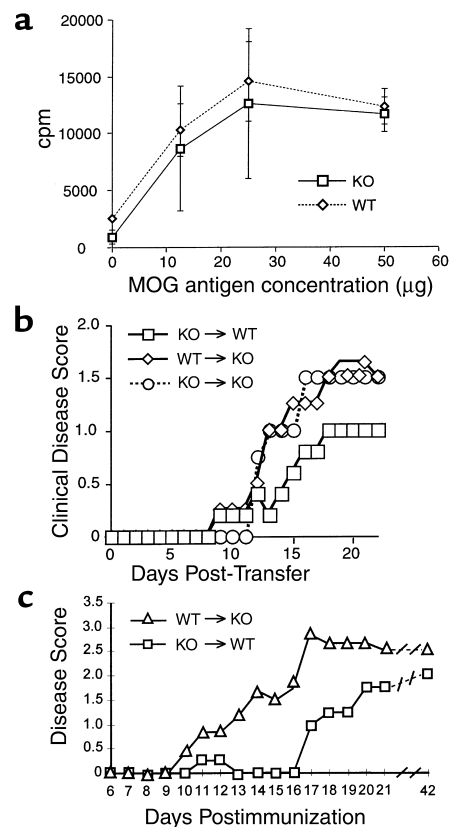 a
20000
15000
10000
5000
0
cpm
KO
WT
0 10 20 30 40 50 60
MOG antigen concentration (μg)
b
2.0
1.5
1.0
0.5
0
Clinical Disease Score
KO → WT
WT → KO
KO → KO
0 5 10 15 20
Days Post-Transfer
c
3.5
3.0
2.5
2.0
1.5
1.0
0.5
0
Disease Score
WT → KO
KO → WT
6 7 8 9 10 11 12 13 14 15 16 17 18 19 20 21 42
Days Postimmunization